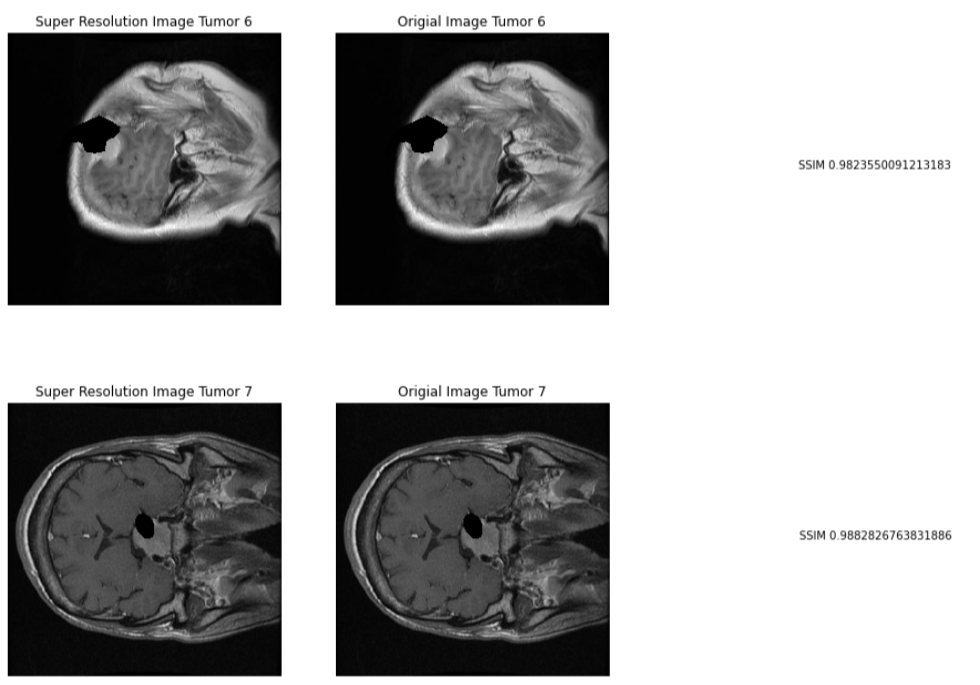 Super Resolution Image Tumor 6
Origial Image Tumor 6
SSIM 0.9823550091213183
Super Resolution Image Tumor 7
Origial Image Tumor 7
SSIM 0.9882826763831886